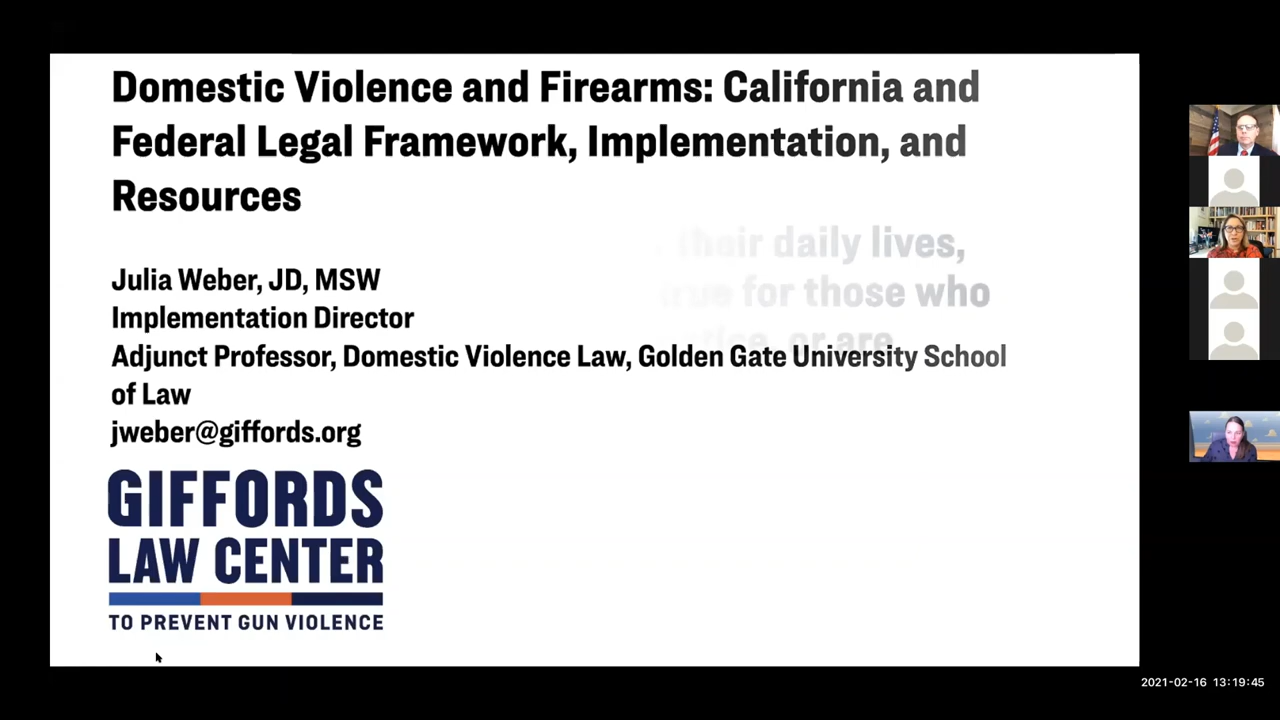 Domestic Violence and Firearms: California and
Federal Legal Framework, Implementation, and
Resources
their daily lives,
true for those who
or are
Julia Weber, JD, MSW
Implementation Director
Adjunct Professor, Domestic Violence Law, Golden Gate University School
of Law
jweber@giffords.org
GIFFORDS
LAW CENTER
TO PREVENT GUN VIOLENCE
2021-02-16 13:19:45